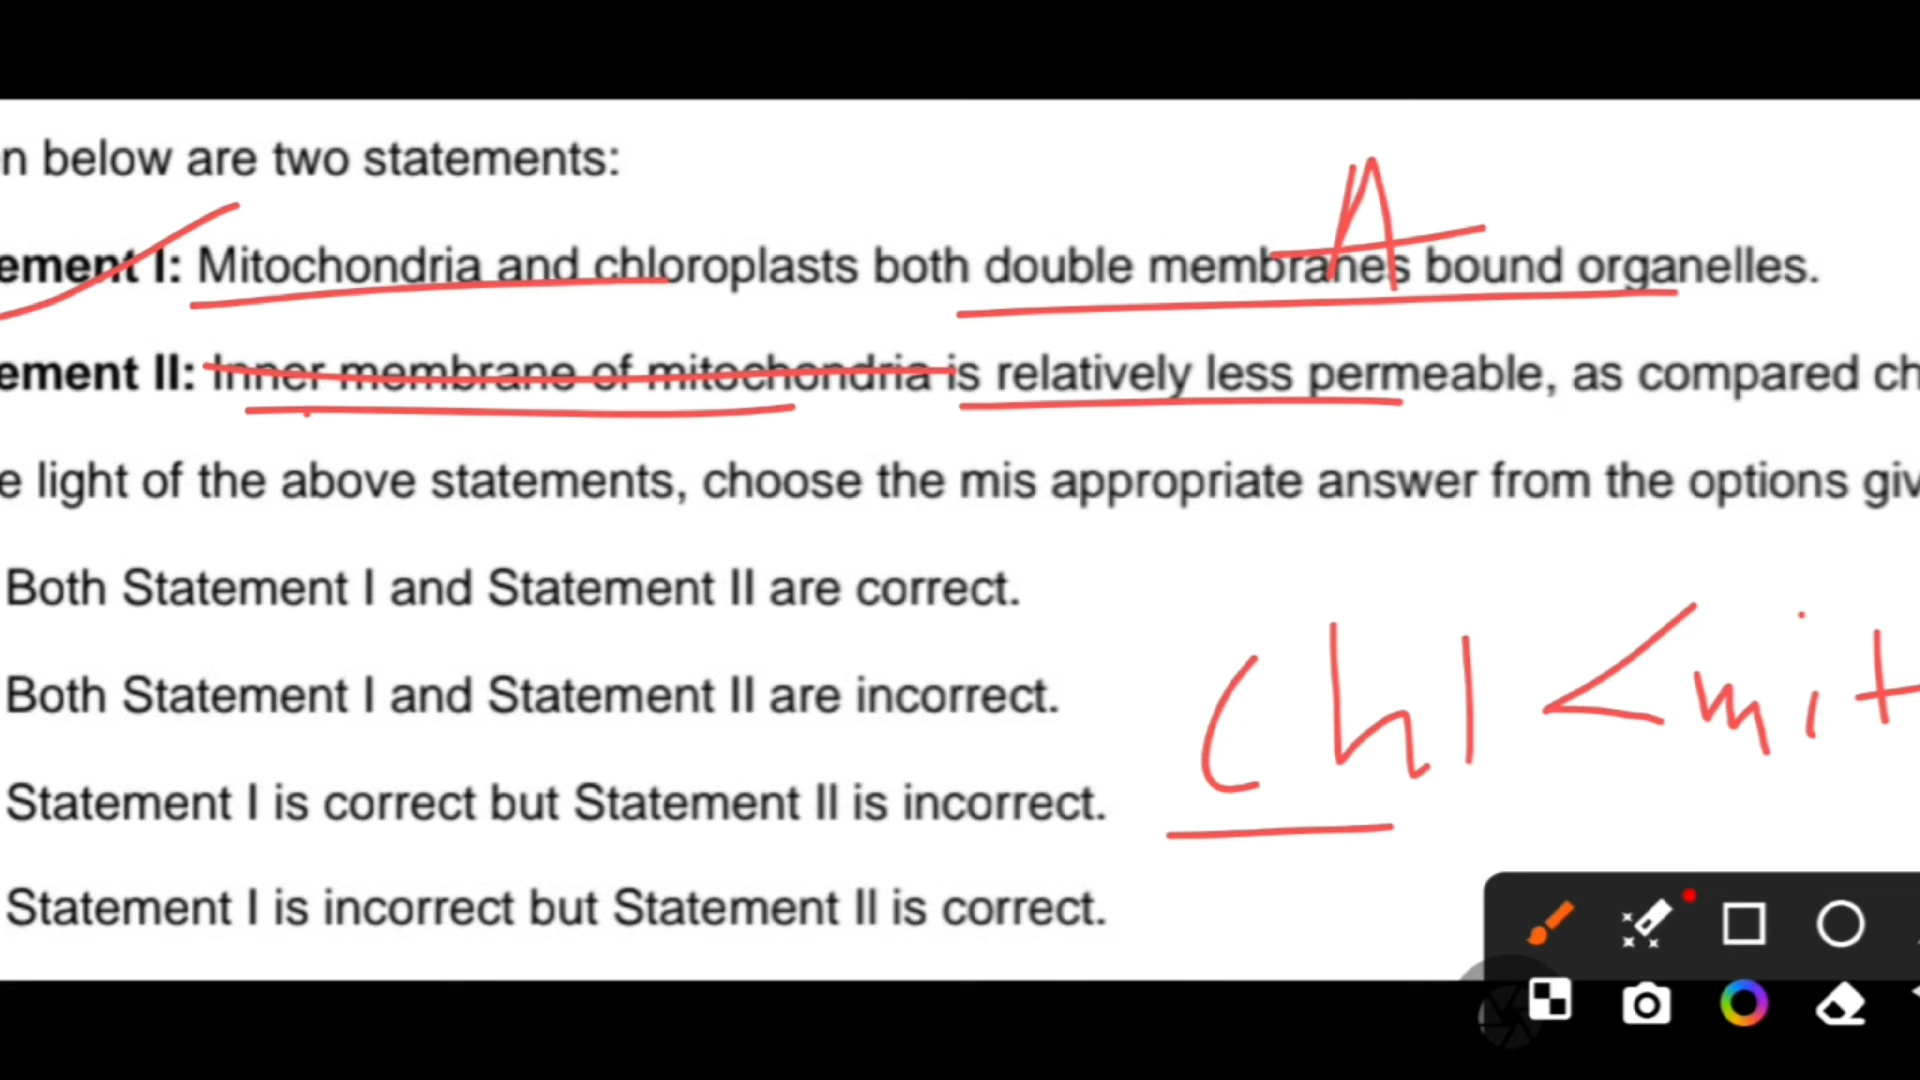 n below are two statements:
A
ement I: Mitochondria and chloroplasts both double membranes bound organelles.
ement II: Inner membrane of mitochondria is relatively less permeable, as compared ch
e light of the above statements, choose the mis appropriate answer from the options giv
Both Statement I and Statement II are correct.
Both Statement I and Statement II are incorrect.
chl < mit
Statement I is correct but Statement II is incorrect.
Statement I is incorrect but Statement II is correct.